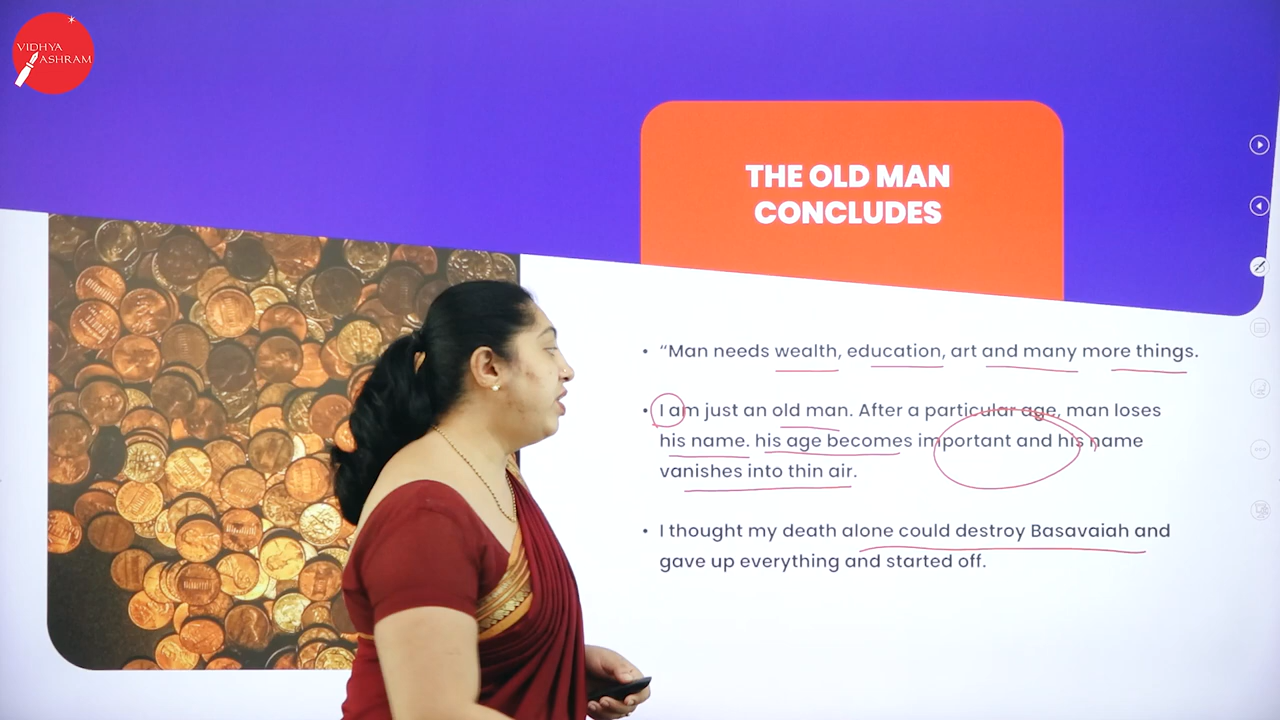 VIDHYA
ASHRAM
THE OLD MAN
CONCLUDES
• “Man needs wealth, education, art and many more things.
• I am just an old man. After a particular age, man loses
his name. his age becomes important and his name
vanishes into thin air.
• I thought my death alone could destroy Basavaiah and
gave up everything and started off.